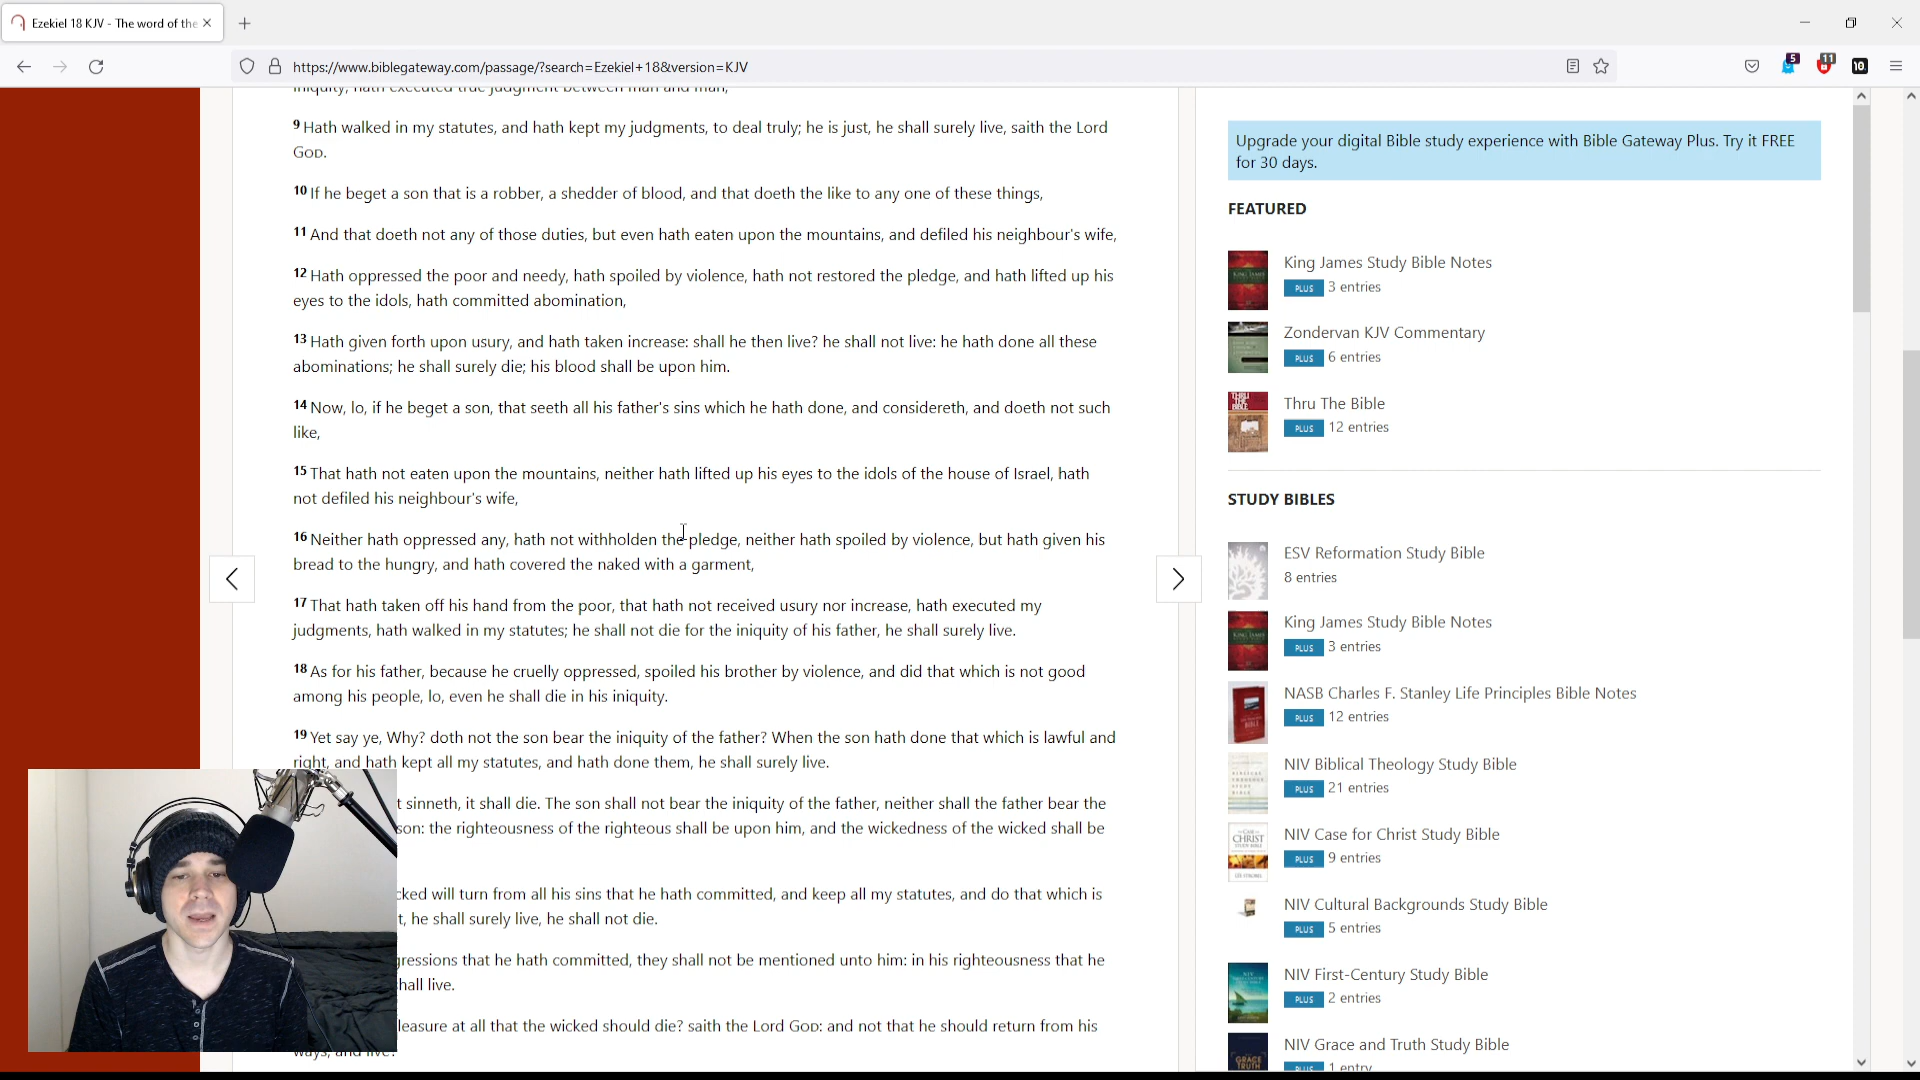 Ezekiel 18 KJV - The word of the
https://www.biblegateway.com/passage/?search=Ezekiel+18&version=KJV
5
11
10
iniquity, hath executed true judgment between man and man,
9 Hath walked in my statutes, and hath kept my judgments, to deal truly; he is just, he shall surely live, saith the Lord
GOD.
10 If he beget a son that is a robber, a shedder of blood, and that doeth the like to any one of these things,
11 And that doeth not any of those duties, but even hath eaten upon the mountains, and defiled his neighbour's wife,
12 Hath oppressed the poor and needy, hath spoiled by violence, hath not restored the pledge, and hath lifted up his
eyes to the idols, hath committed abomination,
13 Hath given forth upon usury, and hath taken increase: shall he then live? he shall not live: he hath done all these
abominations; he shall surely die; his blood shall be upon him.
14 Now, lo, if he beget a son, that seeth all his father's sins which he hath done, and considereth, and doeth not such
like,
15 That hath not eaten upon the mountains, neither hath lifted up his eyes to the idols of the house of Israel, hath
not defiled his neighbour's wife,
16 Neither hath oppressed any, hath not withholden the pledge, neither hath spoiled by violence, but hath given his
bread to the hungry, and hath covered the naked with a garment,
17 That hath taken off his hand from the poor, that hath not received usury nor increase, hath executed my
judgments, hath walked in my statutes; he shall not die for the iniquity of his father, he shall surely live.
18 As for his father, because he cruelly oppressed, spoiled his brother by violence, and did that which is not good
among his people, lo, even he shall die in his iniquity.
19 Yet say ye, Why? doth not the son bear the iniquity of the father? When the son hath done that which is lawful and
right, and hath kept all my statutes, and hath done them, he shall surely live.
t sinneth, it shall die. The son shall not bear the iniquity of the father, neither shall the father bear the
son: the righteousness of the righteous shall be upon him, and the wickedness of the wicked shall be
cked will turn from all his sins that he hath committed, and keep all my statutes, and do that which is
t, he shall surely live, he shall not die.
gressions that he hath committed, they shall not be mentioned unto him: in his righteousness that he
hall live.
leasure at all that the wicked should die? saith the Lord GOD: and not that he should return from his
ways, and live?
Upgrade your digital Bible study experience with Bible Gateway Plus. Try it FREE
for 30 days.
FEATURED
King James Study Bible Notes
PLUS 3 entries
Zondervan KJV Commentary
PLUS 6 entries
Thru The Bible
PLUS 12 entries
STUDY BIBLES
ESV Reformation Study Bible
8 entries
King James Study Bible Notes
PLUS 3 entries
NASB Charles F. Stanley Life Principles Bible Notes
PLUS 12 entries
NIV Biblical Theology Study Bible
PLUS 21 entries
NIV Case for Christ Study Bible
PLUS 9 entries
NIV Cultural Backgrounds Study Bible
PLUS 5 entries
NIV First-Century Study Bible
PLUS 2 entries
NIV Grace and Truth Study Bible
PLUS 1 entry